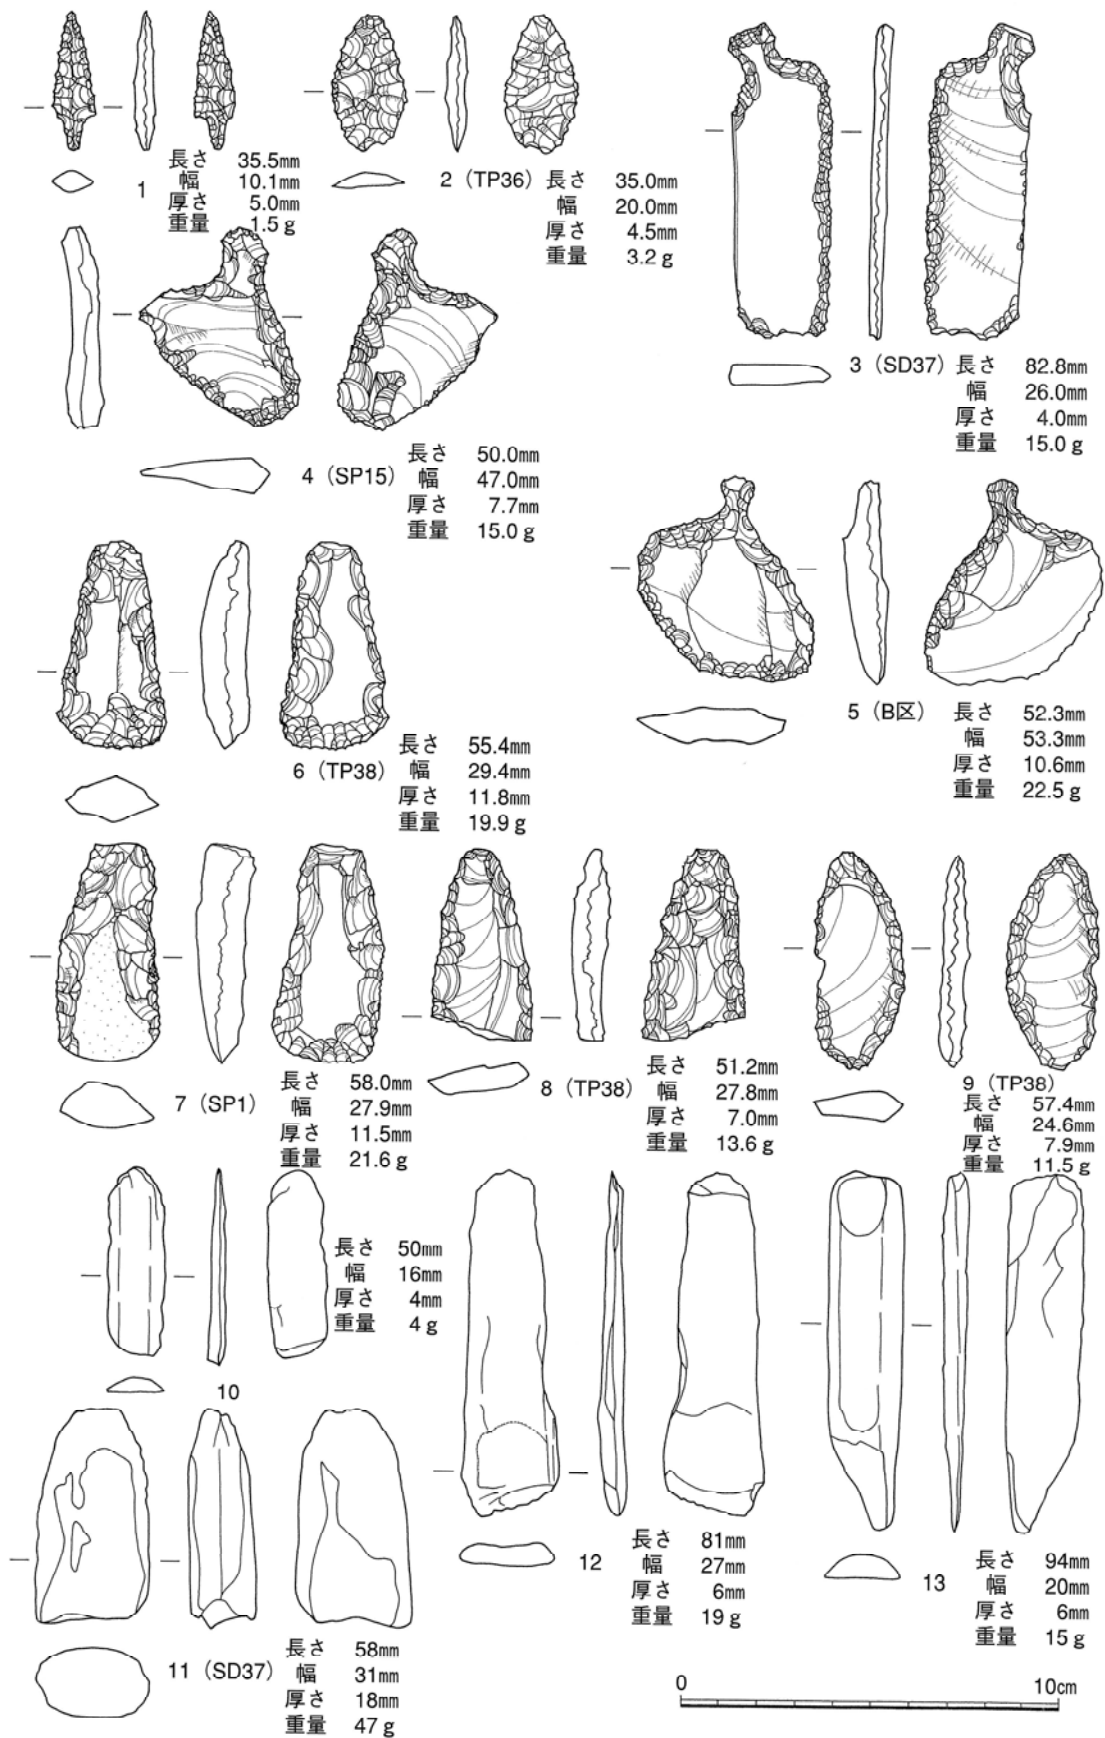 1
長さ 35.5mm
幅 10.1mm
厚さ 5.0mm
重量 1.5g
2（TP36）
長さ 35.0mm
幅 20.0mm
厚さ 4.5mm
重量 3.2g
3（SD37）
長さ 82.8mm
幅 26.0mm
厚さ 4.0mm
重量 15.0g
4（SP15）
長さ 50.0mm
幅 47.0mm
厚さ 7.7mm
重量 15.0g
5（B区）
長さ 52.3mm
幅 53.3mm
厚さ 10.6mm
重量 22.5g
6（TP38）
長さ 55.4mm
幅 29.4mm
厚さ 11.8mm
重量 19.9g
7（SP1）
長さ 58.0mm
幅 27.9mm
厚さ 11.5mm
重量 21.6g
8（TP38）
長さ 51.2mm
幅 27.8mm
厚さ 7.0mm
重量 13.6g
9（TP38）
長さ 57.4mm
幅 24.6mm
厚さ 7.9mm
重量 11.5g
10
長さ 50mm
幅 16mm
厚さ 4mm
重量 4g
11（SD37）
長さ 58mm
幅 31mm
厚さ 18mm
重量 47g
12
長さ 81mm
幅 27mm
厚さ 6mm
重量 19g
13
長さ 94mm
幅 20mm
厚さ 6mm
重量 15g
0 10cm